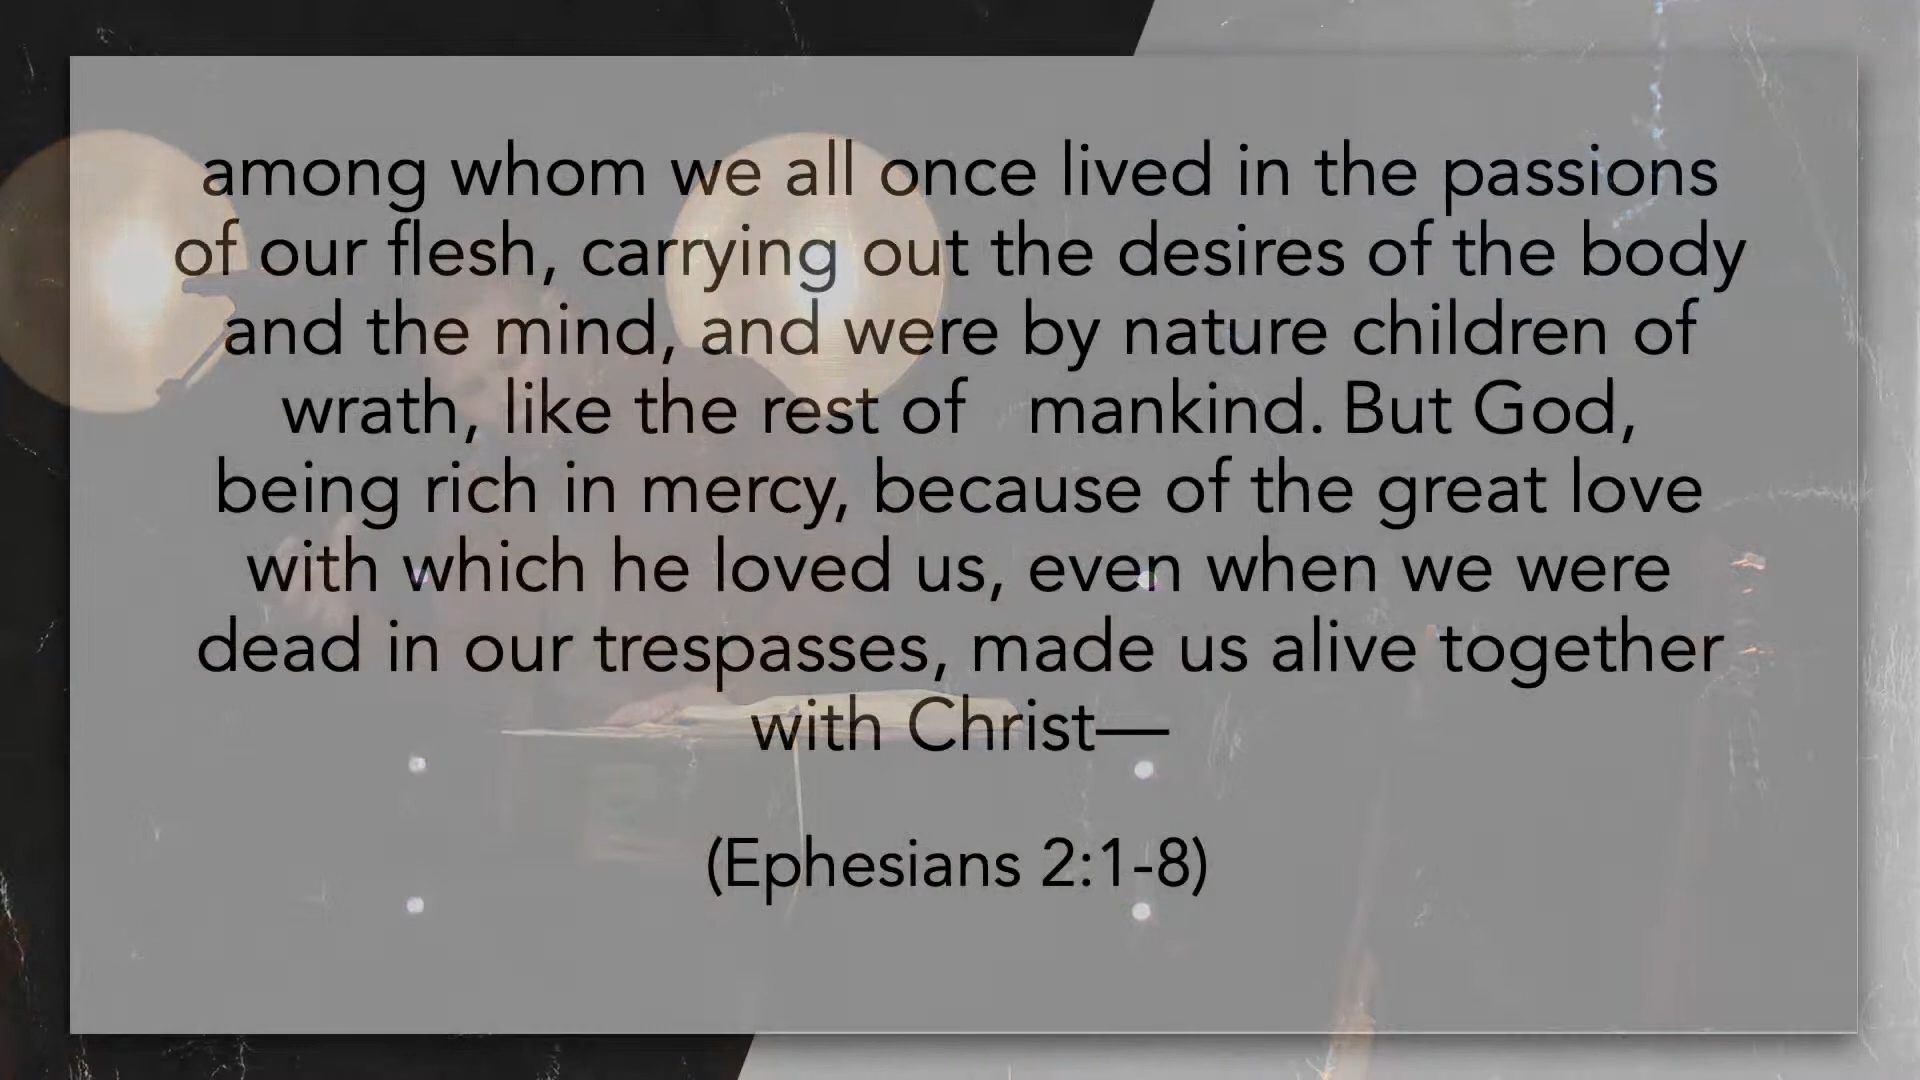 among whom we all once lived in the passions
of our flesh, carrying out the desires of the body
and the mind, and were by nature children of
wrath, like the rest of   mankind. But God,
being rich in mercy, because of the great love
with which he loved us, even when we were
dead in our trespasses, made us alive together
with Christ—
(Ephesians 2:1-8)